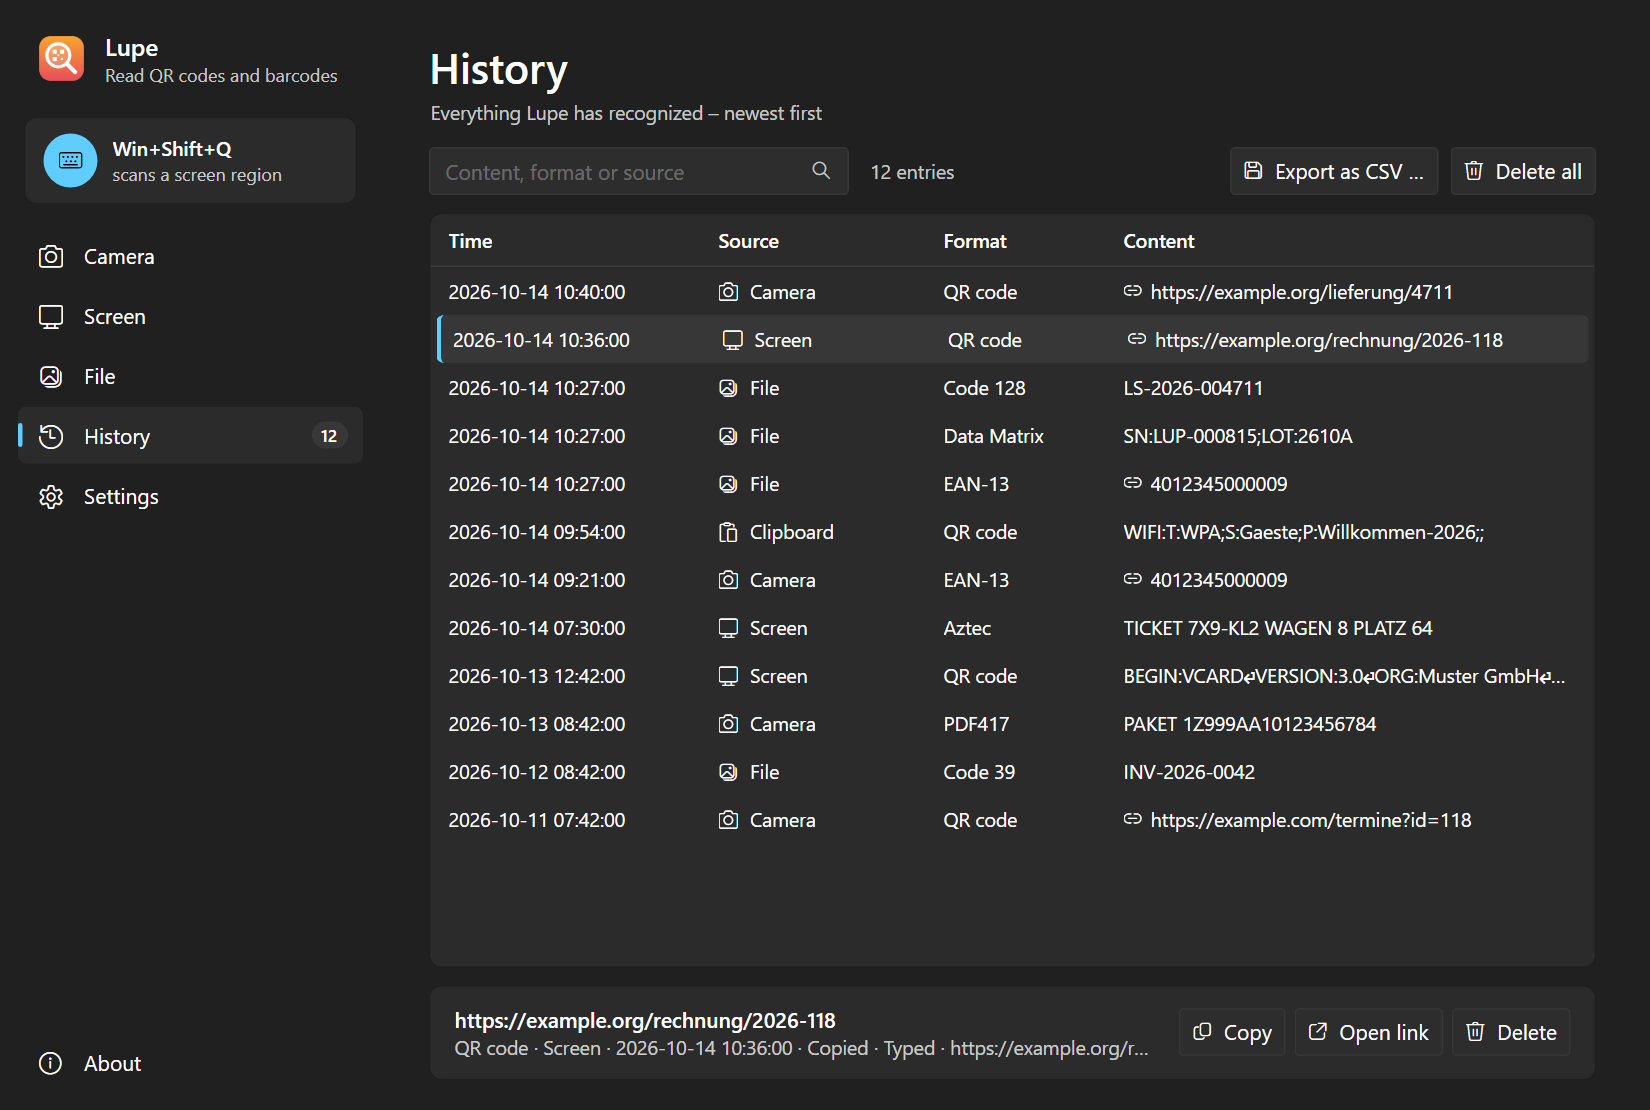 Lupe
Read QR codes and barcodes
Win+Shift+Q
scans a screen region
Camera
Screen
File
History 12
Settings
About
History
Everything Lupe has recognized – newest first
Content, format or source
12 entries
Export as CSV ...
Delete all
Time Source Format Content
2026-10-14 10:40:00 Camera QR code https://example.org/lieferung/4711
2026-10-14 10:36:00 Screen QR code https://example.org/rechnung/2026-118
2026-10-14 10:27:00 File Code 128 LS-2026-004711
2026-10-14 10:27:00 File Data Matrix SN:LUP-000815;LOT:2610A
2026-10-14 10:27:00 File EAN-13 4012345000009
2026-10-14 09:54:00 Clipboard QR code WIFI:T:WPA;S:Gaeste;P:Willkommen-2026;;
2026-10-14 09:21:00 Camera EAN-13 4012345000009
2026-10-14 07:30:00 Screen Aztec TICKET 7X9-KL2 WAGEN 8 PLATZ 64
2026-10-13 12:42:00 Screen QR code BEGIN:VCARD↵VERSION:3.0↵ORG:Muster GmbH↵...
2026-10-13 08:42:00 Camera PDF417 PAKET 1Z999AA10123456784
2026-10-12 08:42:00 File Code 39 INV-2026-0042
2026-10-11 07:42:00 Camera QR code https://example.com/termine?id=118
https://example.org/rechnung/2026-118
QR code · Screen · 2026-10-14 10:36:00 · Copied · Typed · https://example.org/r...
Copy
Open link
Delete